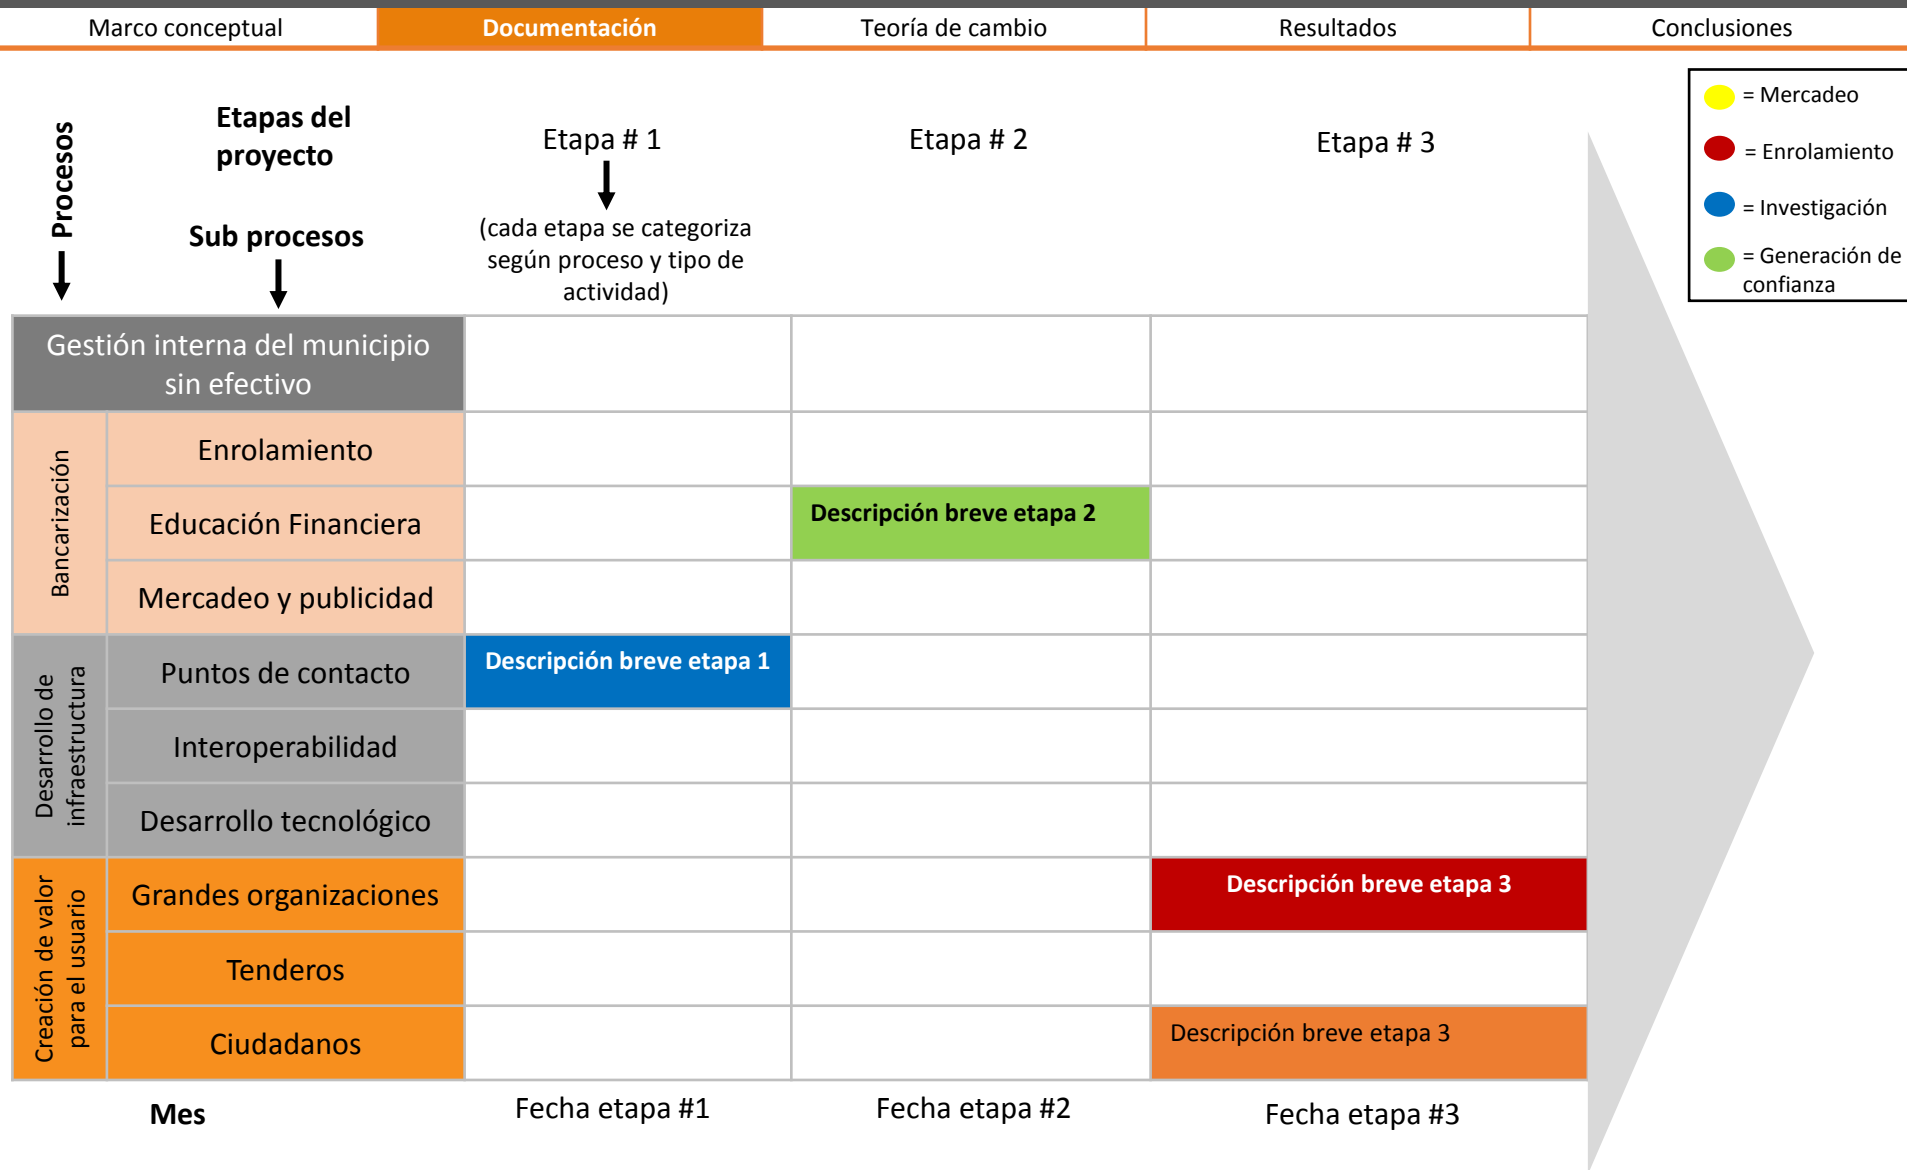 Marco conceptual
Documentación
Teoría de cambio
Resultados
Conclusiones
= Mercadeo
= Enrolamiento
= Investigación
= Generación de
confianza
Procesos
Etapas del
proyecto
Sub procesos
Etapa # 1
(cada etapa se categoriza
según proceso y tipo de
actividad)
Etapa # 2
Etapa # 3
Gestión interna del municipio
sin efectivo
Bancarización
Enrolamiento
Educación Financiera
Descripción breve etapa 2
Mercadeo y publicidad
Desarrollo de
infraestructura
Puntos de contacto
Descripción breve etapa 1
Interoperabilidad
Desarrollo tecnológico
Creación de valor
para el usuario
Grandes organizaciones
Descripción breve etapa 3
Tenderos
Ciudadanos
Descripción breve etapa 3
Mes
Fecha etapa #1
Fecha etapa #2
Fecha etapa #3